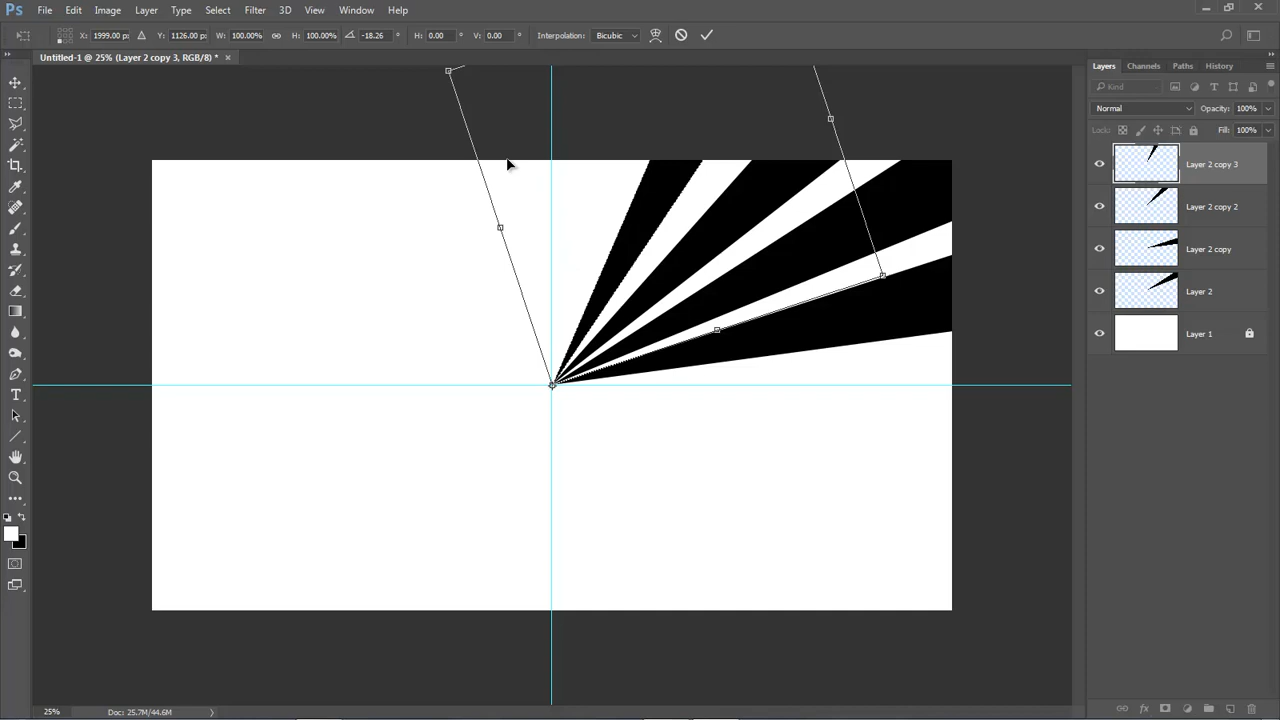 Ps File Edit Image Layer Type Select Filter 3D View Window Help
X: 1999.00 px Y: 1126.00 px W: 100.00% H: 100.00% -18.26 ° H: 0.00 ° V: 0.00 ° Interpolation: Bicubic
Untitled-1 @ 25% (Layer 2 copy 3, RGB/8) *
Layers Channels Paths History
Kind
Normal Opacity: 100%
Lock: Fill: 100%
Layer 2 copy 3
Layer 2 copy 2
Layer 2 copy
Layer 2
Layer 1
25% Doc: 25.7M/44.6M